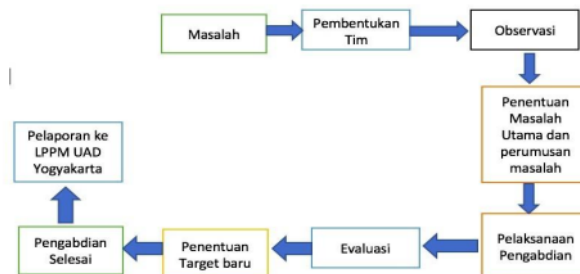 Masalah
Pembentukan
Tim
Observasi
Penentuan
Masalah
Utama dan
perumusan
masalah
Pelaksanaan
Pengabdian
Evaluasi
Penentuan
Target baru
Pengabdian
Selesai
Pelaporan ke
LPPM UAD
Yogyakarta